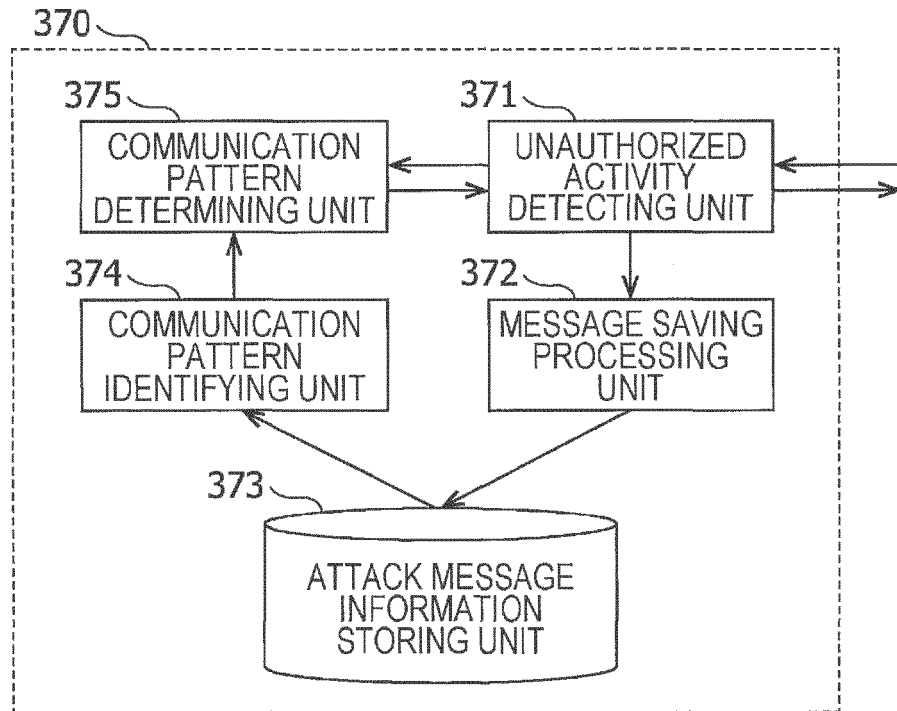 370
375
COMMUNICATION
PATTERN
DETERMINING UNIT
371
UNAUTHORIZED
ACTIVITY
DETECTING UNIT
374
COMMUNICATION
PATTERN
IDENTIFYING UNIT
372
MESSAGE SAVING
PROCESSING
UNIT
373
ATTACK MESSAGE
INFORMATION
STORING UNIT